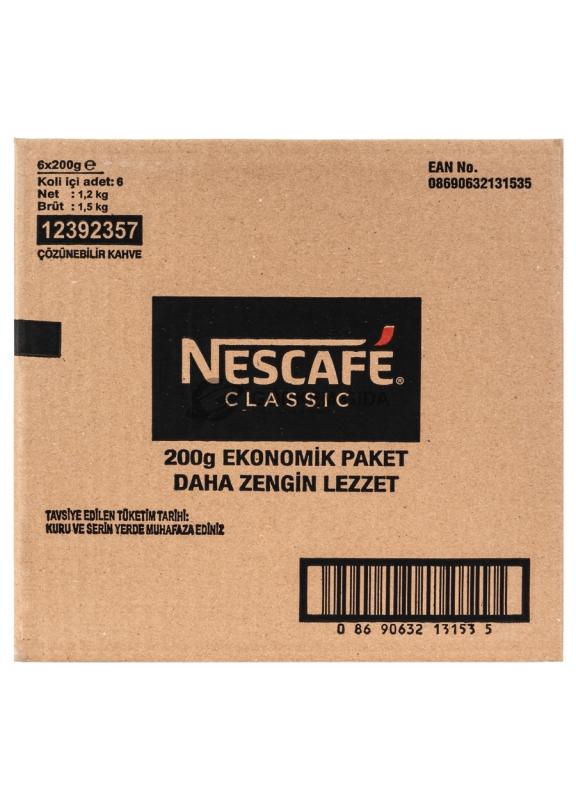 6x200g ℮
Koli içi adet: 6
Net : 1,2 kg
Brüt : 1,5 kg
12392357
ÇÖZÜNEBİLİR KAHVE
EAN No.
08690632131535
NESCAFÉ®
CLASSIC
200g EKONOMİK PAKET
DAHA ZENGİN LEZZET
TAVSİYE EDİLEN TÜKETİM TARİHİ:
KURU VE SERİN YERDE MUHAFAZA EDİNİZ
0 86 90632 13153 5